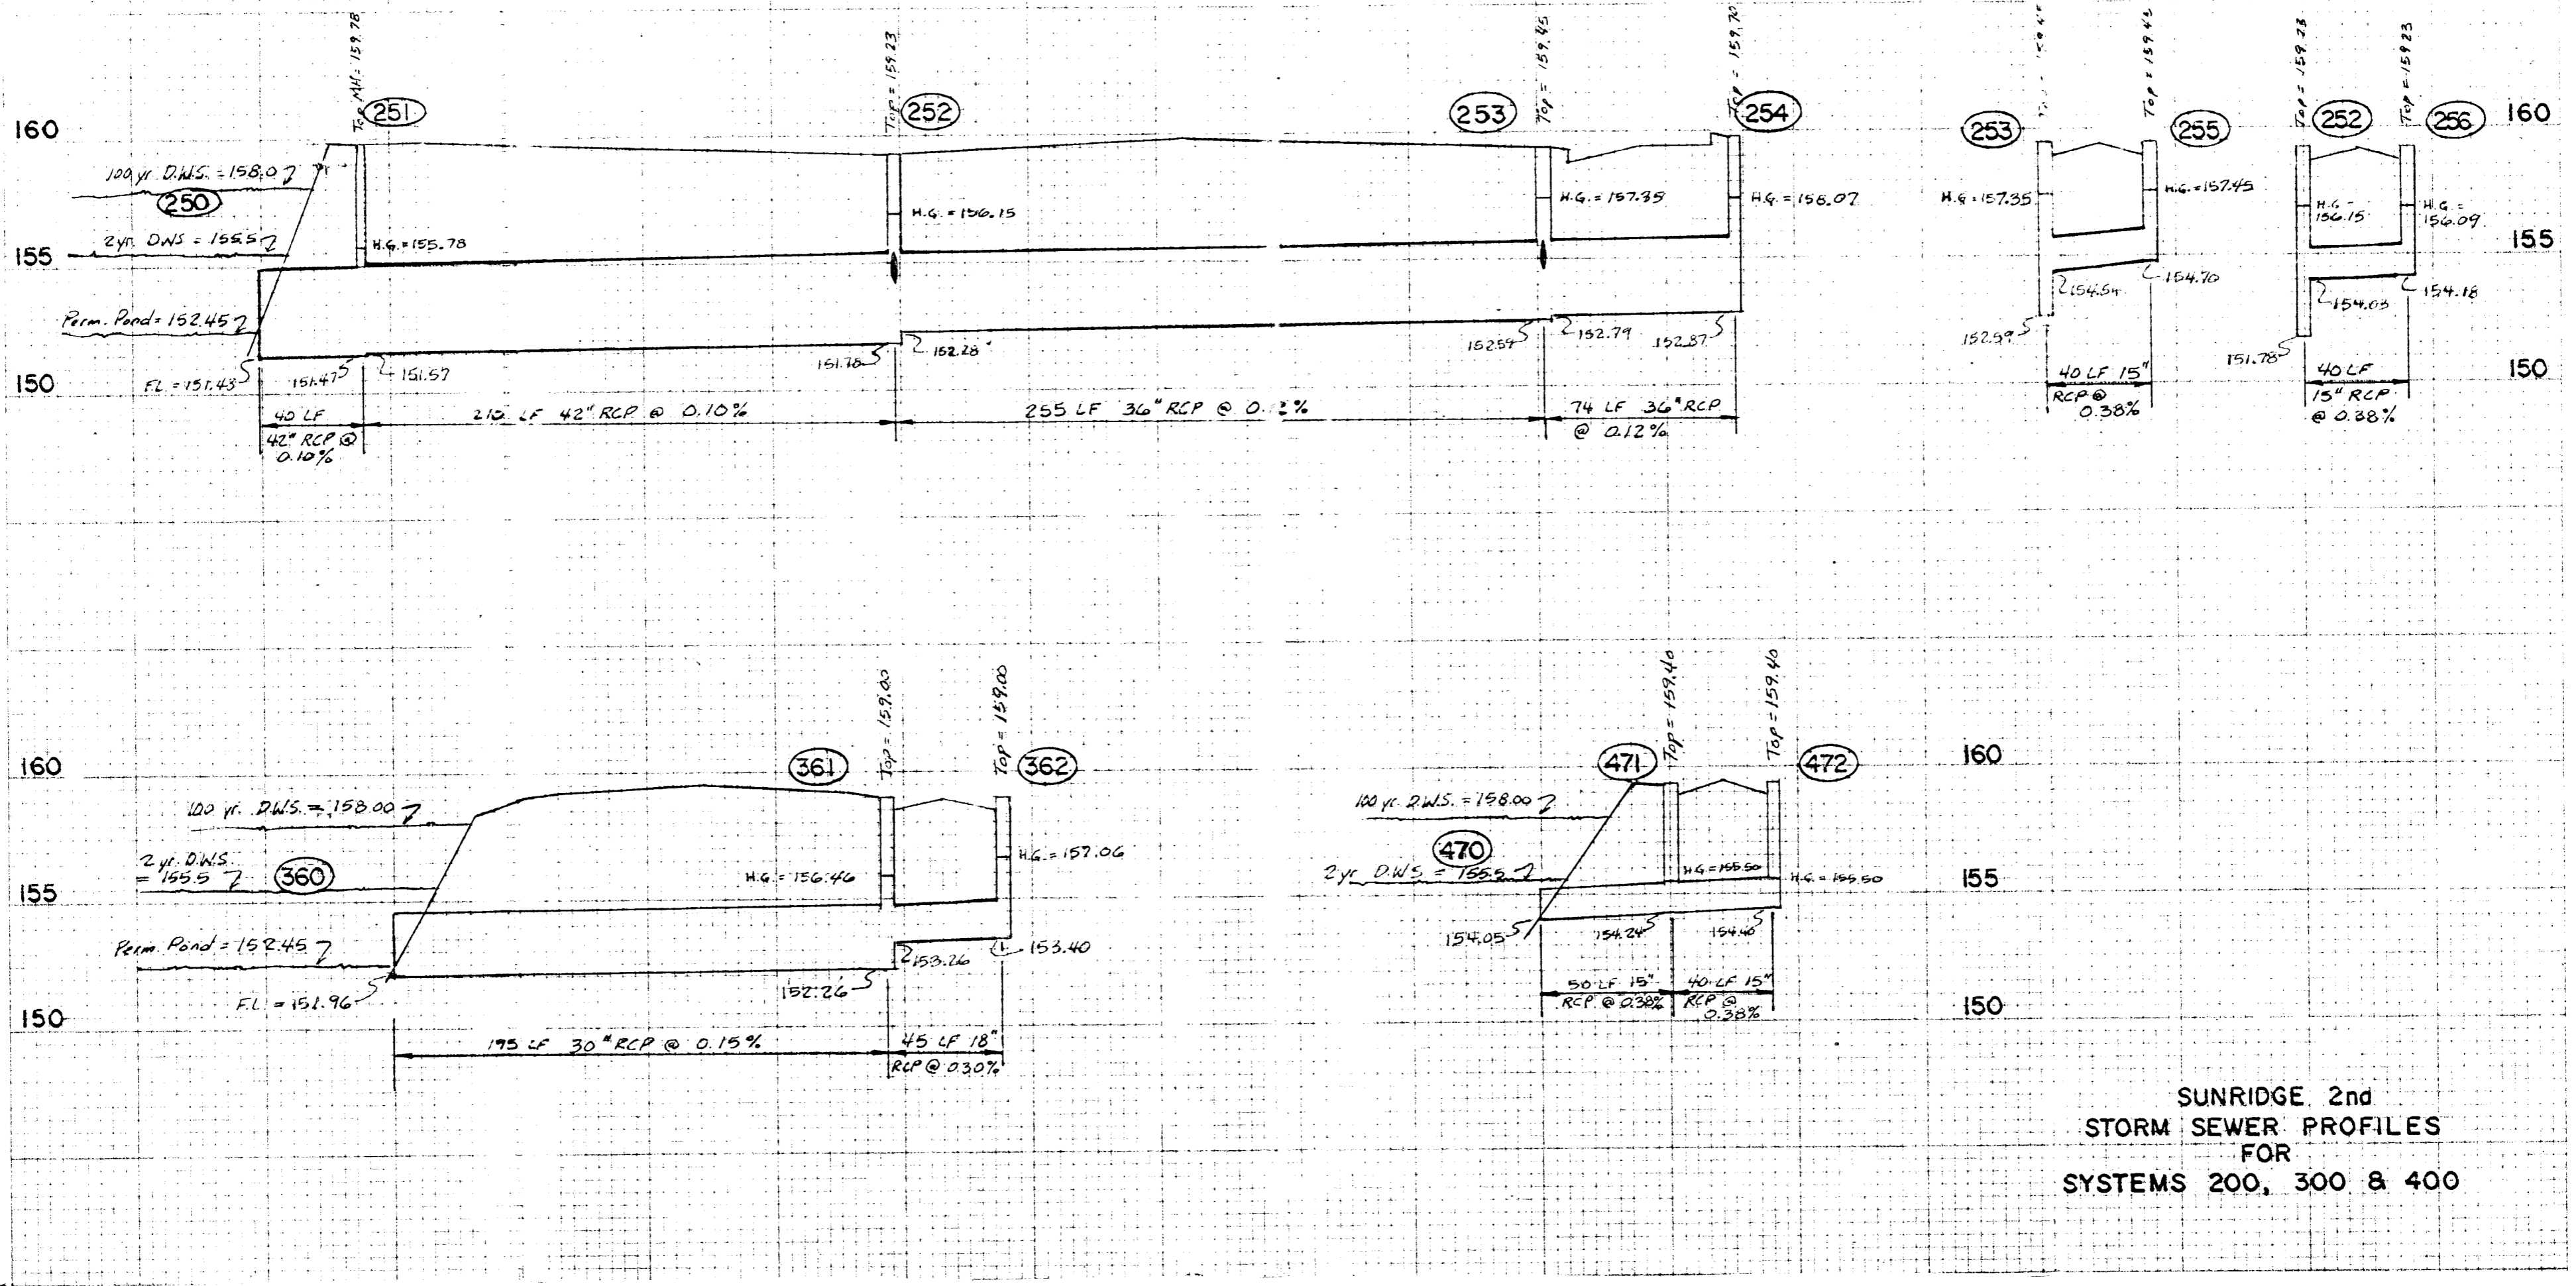 Top MH = 159.78
Top = 159.23
Top = 159.45
Top = 159.70
Top = 159.45
Top = 159.23
Top = 159.23
251
252
253
254
253
255
252
256
160
160
100 yr. D.W.S. = 158.0
250
2 yr. DWS = 155.5
155
155
H.G. = 155.78
H.G. = 156.15
H.G. = 157.35
H.G. = 158.07
H.G. = 157.35
H.G. = 157.45
H.G. =
156.15
H.G. =
156.09
Perm. Pond = 152.45
F.L. = 151.43
151.47
151.57
151.78
152.28
152.59
152.79
152.87
152.59
154.54
154.70
151.78
154.03
154.18
150
150
40 LF
42" RCP @
0.10%
210 LF 42" RCP @ 0.10%
255 LF 36" RCP @ 0.12%
74 LF 36" RCP
@ 0.12%
40 LF 15"
RCP @
0.38%
40 LF
15" RCP
@ 0.38%
Top = 159.00
Top = 159.00
361
362
160
100 yr. D.W.S. = 158.00
2 yr. D.W.S.
= 155.5
360
155
H.G. = 156.46
H.G. = 157.06
Perm. Pond = 152.45
F.L. = 151.96
152.26
153.26
153.40
150
195 LF 30" RCP @ 0.15%
45 LF 18"
RCP @ 0.30%
Top = 159.40
Top = 159.40
471
472
160
100 yr. D.W.S. = 158.00
470
2 yr. D.W.S. = 155.5
H.G. = 155.50
H.G. = 155.50
155
154.05
154.24
154.40
50 LF 15"
RCP @ 0.38%
40 LF 15"
RCP @
0.38%
150
SUNRIDGE 2nd
STORM SEWER PROFILES
FOR
SYSTEMS 200, 300 & 400